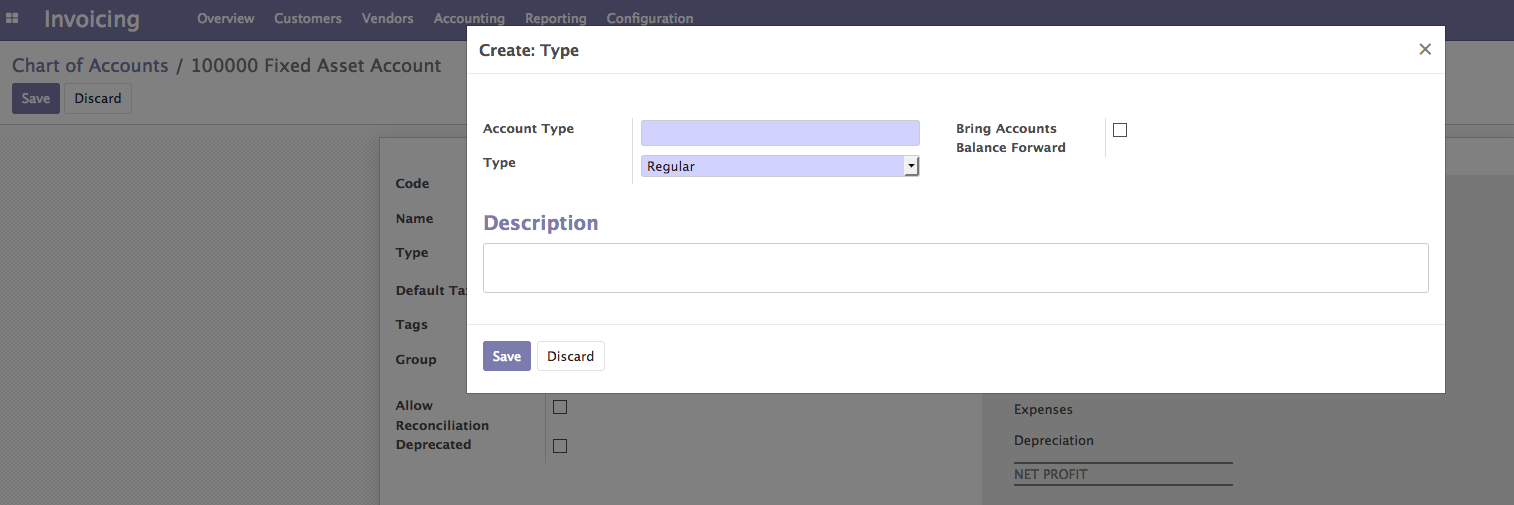 Invoicing Overview Customers Vendors Accounting Reporting Configuration
Create: Type
Chart of Accounts / 100000 Fixed Asset Account
Save Discard
Account Type
Bring Accounts
Balance Forward
Type Regular
Code
Name
Type
Description
Default Tax
Tags
Group
Save Discard
Allow
Reconciliation
Deprecated
Expenses
Depreciation
NET PROFIT